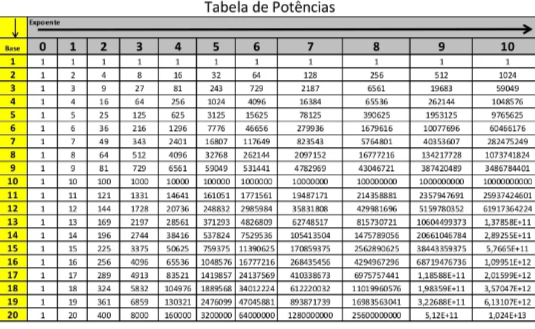 Tabela de Potências
Expoente
Base 0 1 2 3 4 5 6 7 8 9 10
1 1 1 1 1 1 1 1 1 1 1 1
2 1 2 4 8 16 32 64 128 256 512 1024
3 1 3 9 27 81 243 729 2187 6561 19683 59049
4 1 4 16 64 256 1024 4096 16384 65536 262144 1048576
5 1 5 25 125 625 3125 15625 78125 390625 1953125 9765625
6 1 6 36 216 1296 7776 46656 279936 1679616 10077696 60466176
7 1 7 49 343 2401 16807 117649 823543 5764801 40353607 282475249
8 1 8 64 512 4096 32768 262144 2097152 16777216 134217728 1073741824
9 1 9 81 729 6561 59049 531441 4782969 43046721 387420489 3486784401
10 1 10 100 1000 10000 100000 1000000 10000000 100000000 1000000000 10000000000
11 1 11 121 1331 14641 161051 1771561 19487171 214358881 2357947691 25937424601
12 1 12 144 1728 20736 248832 2985984 35831808 429981696 5159780352 61917364224
13 1 13 169 2197 28561 371293 4826809 62748517 815730721 10604499373 1,37858E+11
14 1 14 196 2744 38416 537824 7529536 105413504 1475789056 20661046784 2,89255E+11
15 1 15 225 3375 50625 759375 11390625 170859375 2562890625 38443359375 5,7665E+11
16 1 16 256 4096 65536 1048576 16777216 268435456 4294967296 68719476736 1,09951E+12
17 1 17 289 4913 83521 1419857 24137569 410338673 6975757441 1,18588E+11 2,01599E+12
18 1 18 324 5832 104976 1889568 34012224 612220032 11019960576 1,98359E+11 3,57047E+12
19 1 19 361 6859 130321 2476099 47045881 893871739 16983563041 3,22688E+11 6,13107E+12
20 1 20 400 8000 160000 3200000 64000000 1280000000 25600000000 5,12E+11 1,024E+13